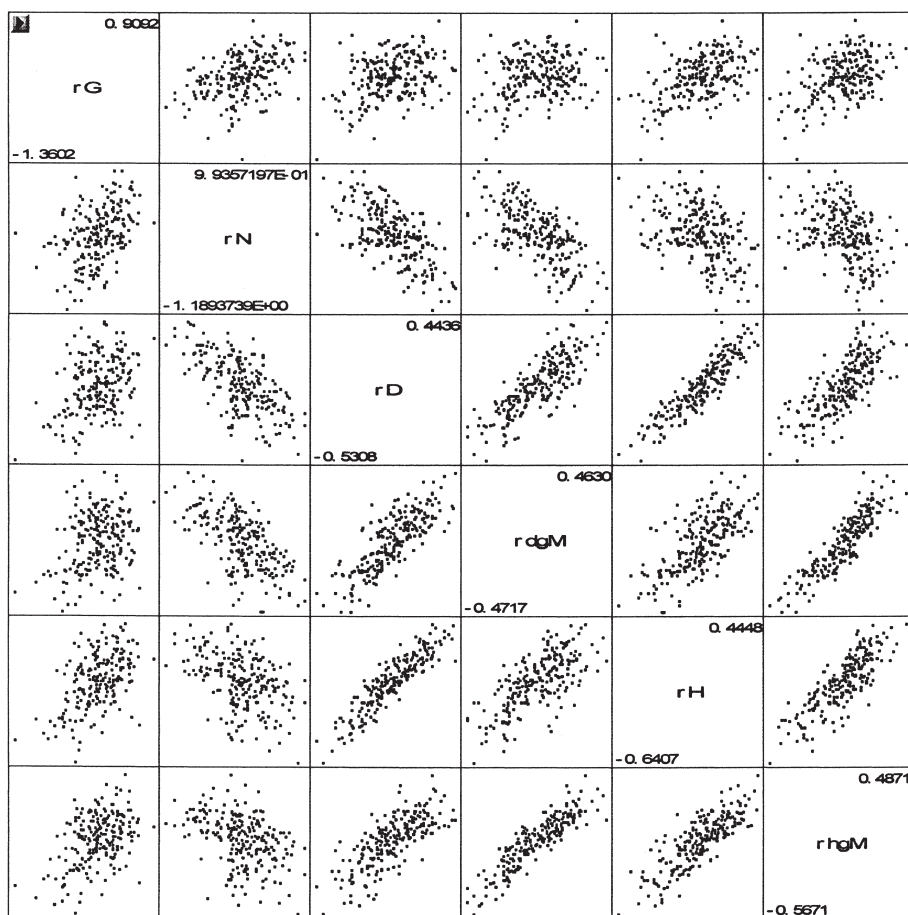 0.9092
rG
-1.3602
9.9357197E-01
rN
-1.1893739E+00
0.4436
rD
-0.5308
0.4630
rdgM
-0.4717
0.4448
rH
-0.6407
0.4871
rhgM
-0.5671